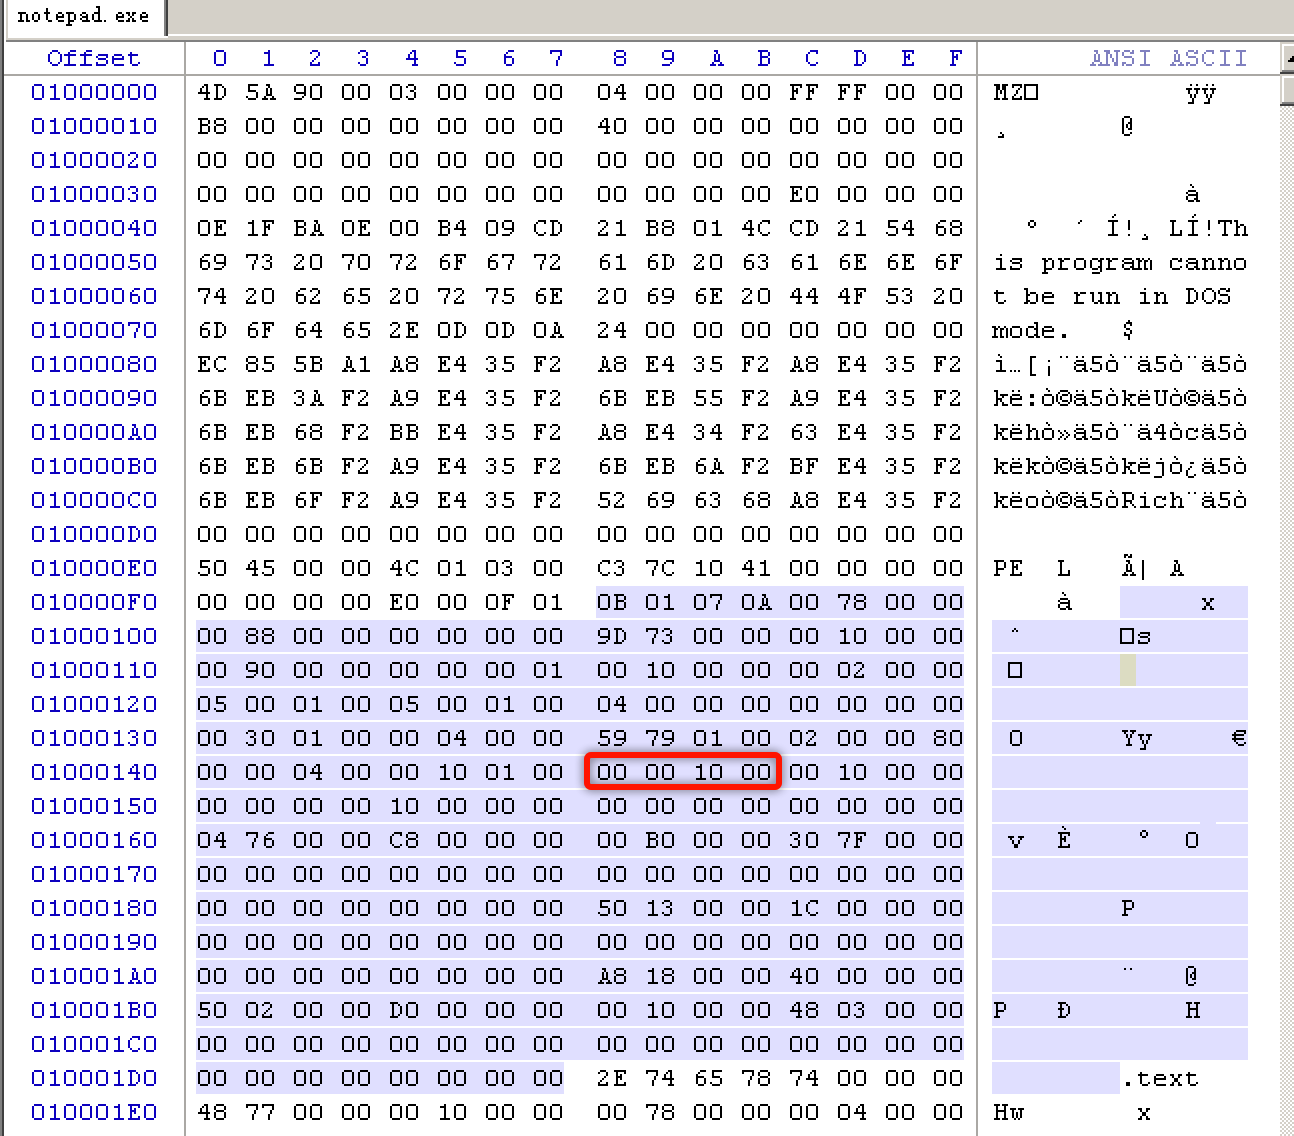 notepad.exe
Offset 0 1 2 3 4 5 6 7 8 9 A B C D E F ANSI ASCII
01000000 4D 5A 90 00 03 00 00 00 04 00 00 00 FF FF 00 00 MZ□ ÿÿ
01000010 B8 00 00 00 00 00 00 00 40 00 00 00 00 00 00 00 ¸ @
01000020 00 00 00 00 00 00 00 00 00 00 00 00 00 00 00 00
01000030 00 00 00 00 00 00 00 00 00 00 00 00 E0 00 00 00 à
01000040 0E 1F BA 0E 00 B4 09 CD 21 B8 01 4C CD 21 54 68 º ´ Í!¸ LÍ!Th
01000050 69 73 20 70 72 6F 67 72 61 6D 20 63 61 6E 6E 6F is program canno
01000060 74 20 62 65 20 72 75 6E 20 69 6E 20 44 4F 53 20 t be run in DOS
01000070 6D 6F 64 65 2E 0D 0D 0A 24 00 00 00 00 00 00 00 mode. $
01000080 EC 85 5B A1 A8 E4 35 F2 A8 E4 35 F2 A8 E4 35 F2 ì…[¡¨ä5ò¨ä5ò¨ä5ò
01000090 6B EB 3A F2 A9 E4 35 F2 6B EB 55 F2 A9 E4 35 F2 kë:ò©ä5òkëUò©ä5ò
010000A0 6B EB 68 F2 BB E4 35 F2 A8 E4 34 F2 63 E4 35 F2 këhò»ä5ò¨ä4òcä5ò
010000B0 6B EB 6B F2 A9 E4 35 F2 6B EB 6A F2 BF E4 35 F2 këkò©ä5òkëjò¿ä5ò
010000C0 6B EB 6F F2 A9 E4 35 F2 52 69 63 68 A8 E4 35 F2 këoò©ä5òRich¨ä5ò
010000D0 00 00 00 00 00 00 00 00 00 00 00 00 00 00 00 00
010000E0 50 45 00 00 4C 01 03 00 C3 7C 10 41 00 00 00 00 PE L Ã| A
010000F0 00 00 00 00 E0 00 0F 01 0B 01 07 0A 00 78 00 00 à x
01000100 00 88 00 00 00 00 00 00 9D 73 00 00 00 10 00 00 ˆ □s
01000110 00 90 00 00 00 00 00 01 00 10 00 00 00 02 00 00 □
01000120 05 00 01 00 05 00 01 00 04 00 00 00 00 00 00 00
01000130 00 30 01 00 00 04 00 00 59 79 01 00 02 00 00 80 0 Yy €
01000140 00 00 04 00 00 10 01 00 00 00 10 00 00 10 00 00
01000150 00 00 00 00 10 00 00 00 00 00 00 00 00 00 00 00
01000160 04 76 00 00 C8 00 00 00 00 B0 00 00 30 7F 00 00 v È ° 0
01000170 00 00 00 00 00 00 00 00 00 00 00 00 00 00 00 00
01000180 00 00 00 00 00 00 00 00 50 13 00 00 1C 00 00 00 P
01000190 00 00 00 00 00 00 00 00 00 00 00 00 00 00 00 00
010001A0 00 00 00 00 00 00 00 00 A8 18 00 00 40 00 00 00 ¨ @
010001B0 50 02 00 00 D0 00 00 00 00 10 00 00 48 03 00 00 P Ð H
010001C0 00 00 00 00 00 00 00 00 00 00 00 00 00 00 00 00
010001D0 00 00 00 00 00 00 00 00 2E 74 65 78 74 00 00 00 .text
010001E0 48 77 00 00 00 10 00 00 00 78 00 00 00 04 00 00 Hw x